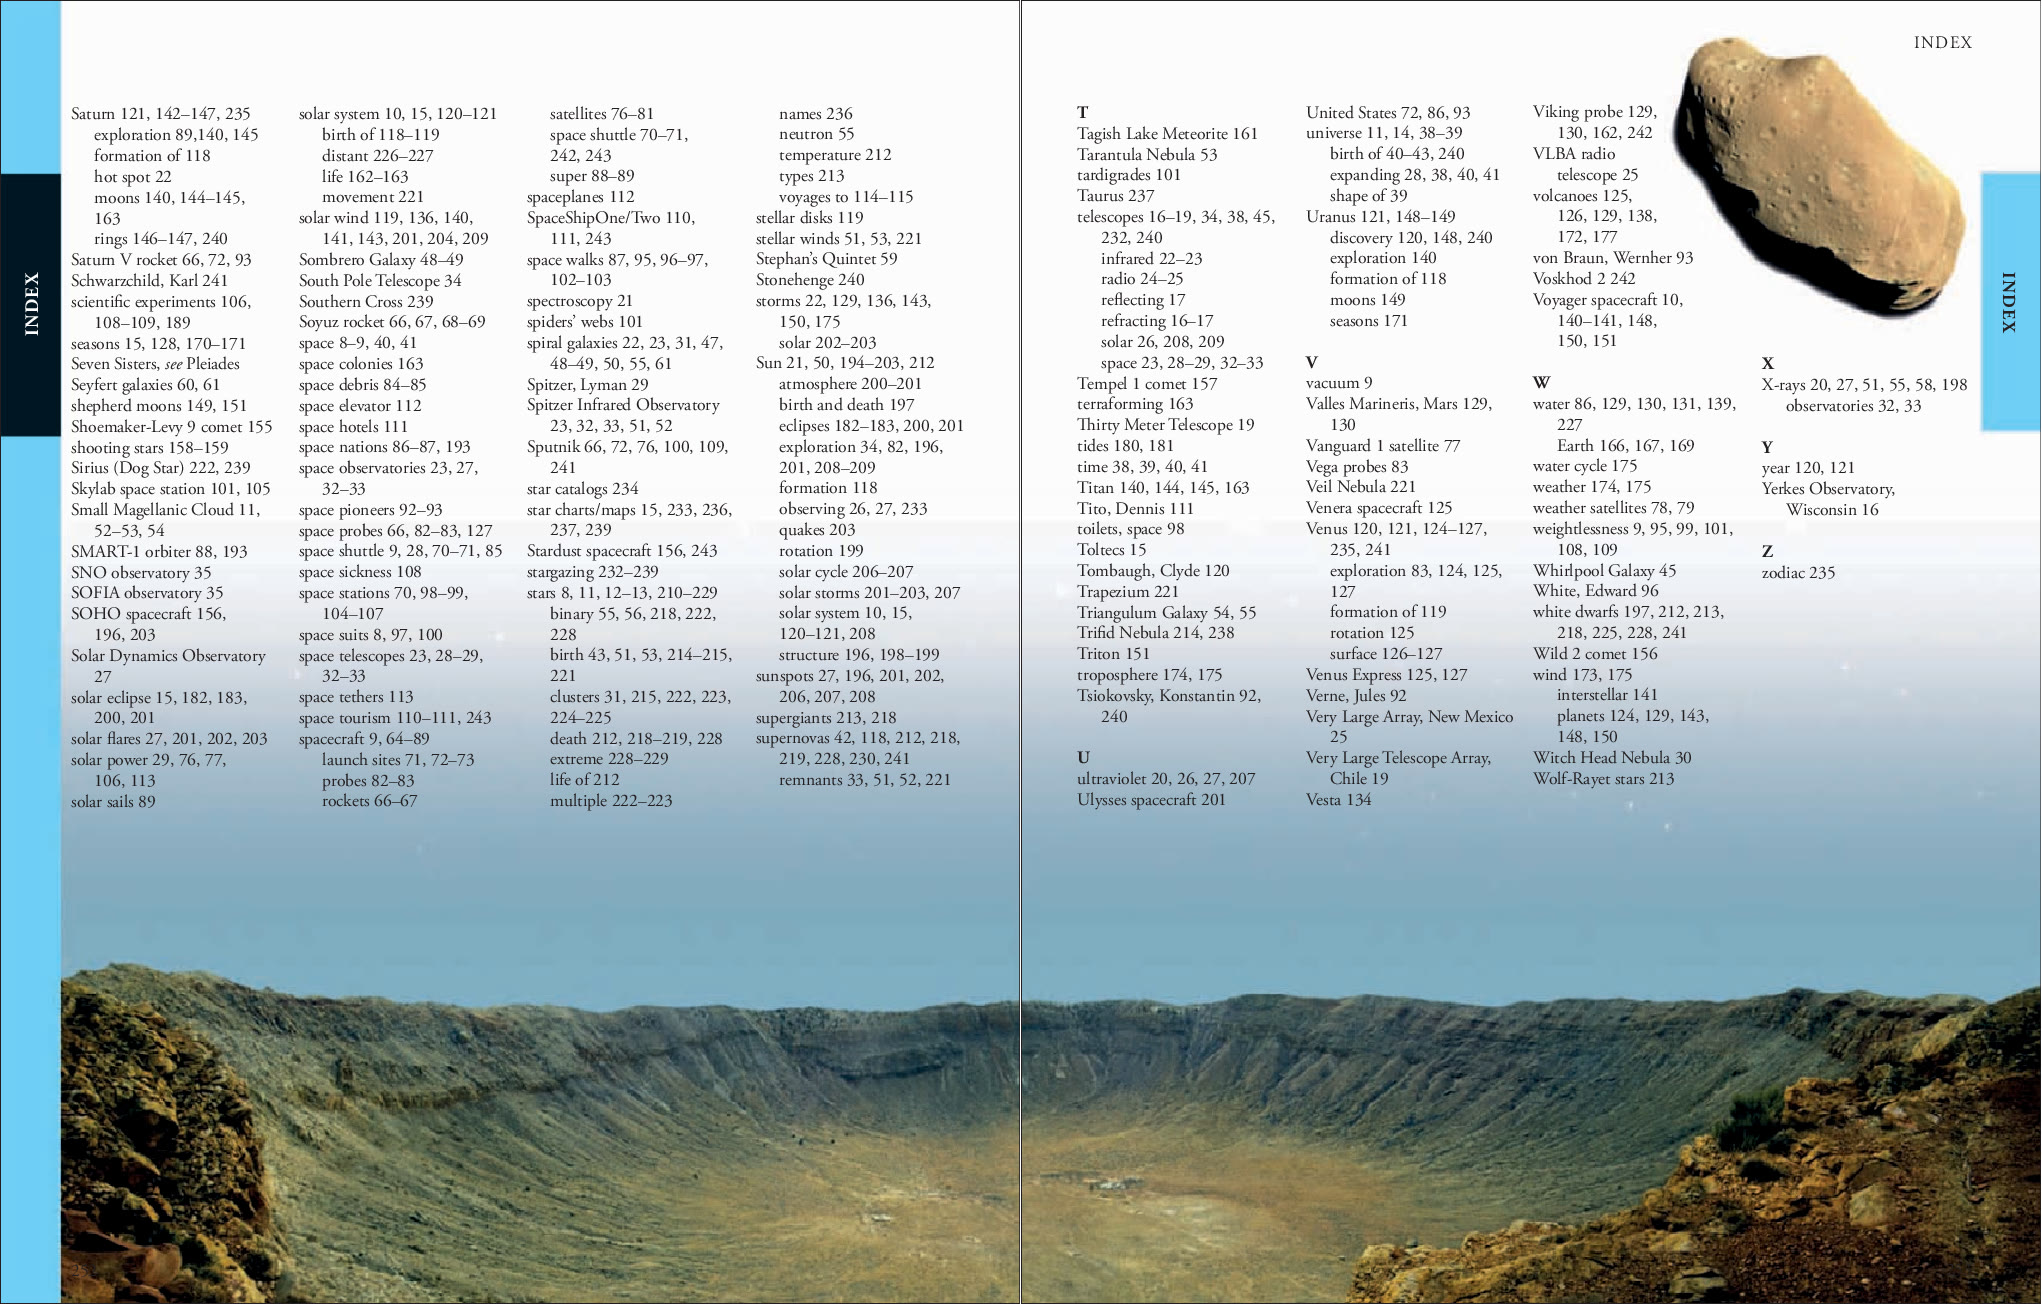 INDEX
Saturn 121, 142–147, 235
exploration 89,140, 145
formation of 118
hot spot 22
moons 140, 144–145,
163
rings 146–147, 240
Saturn V rocket 66, 72, 93
Schwarzchild, Karl 241
scientific experiments 106,
108–109, 189
seasons 15, 128, 170–171
Seven Sisters, see Pleiades
Seyfert galaxies 60, 61
shepherd moons 149, 151
Shoemaker-Levy 9 comet 155
shooting stars 158–159
Sirius (Dog Star) 222, 239
Skylab space station 101, 105
Small Magellanic Cloud 11,
52–53, 54
SMART-1 orbiter 88, 193
SNO observatory 35
SOFIA observatory 35
SOHO spacecraft 156,
196, 203
Solar Dynamics Observatory
27
solar eclipse 15, 182, 183,
200, 201
solar flares 27, 201, 202, 203
solar power 29, 76, 77,
106, 113
solar sails 89
solar system 10, 15, 120–121
birth of 118–119
distant 226–227
life 162–163
movement 221
solar wind 119, 136, 140,
141, 143, 201, 204, 209
Sombrero Galaxy 48–49
South Pole Telescope 34
Southern Cross 239
Soyuz rocket 66, 67, 68–69
space 8–9, 40, 41
space colonies 163
space debris 84–85
space elevator 112
space hotels 111
space nations 86–87, 193
space observatories 23, 27,
32–33
space pioneers 92–93
space probes 66, 82–83, 127
space shuttle 9, 28, 70–71, 85
space sickness 108
space stations 70, 98–99,
104–107
space suits 8, 97, 100
space telescopes 23, 28–29,
32–33
space tethers 113
space tourism 110–111, 243
spacecraft 9, 64–89
launch sites 71, 72–73
probes 82–83
rockets 66–67
satellites 76–81
space shuttle 70–71,
242, 243
super 88–89
spaceplanes 112
SpaceShipOne/Two 110,
111, 243
space walks 87, 95, 96–97,
102–103
spectroscopy 21
spiders’ webs 101
spiral galaxies 22, 23, 31, 47,
48–49, 50, 55, 61
Spitzer, Lyman 29
Spitzer Infrared Observatory
23, 32, 33, 51, 52
Sputnik 66, 72, 76, 100, 109,
241
star catalogs 234
star charts/maps 15, 233, 236,
237, 239
Stardust spacecraft 156, 243
stargazing 232–239
stars 8, 11, 12–13, 210–229
binary 55, 56, 218, 222,
228
birth 43, 51, 53, 214–215,
221
clusters 31, 215, 222, 223,
224–225
death 212, 218–219, 228
extreme 228–229
life of 212
multiple 222–223
names 236
neutron 55
temperature 212
types 213
voyages to 114–115
stellar disks 119
stellar winds 51, 53, 221
Stephan’s Quintet 59
Stonehenge 240
storms 22, 129, 136, 143,
150, 175
solar 202–203
Sun 21, 50, 194–203, 212
atmosphere 200–201
birth and death 197
eclipses 182–183, 200, 201
exploration 34, 82, 196,
201, 208–209
formation 118
observing 26, 27, 233
quakes 203
rotation 199
solar cycle 206–207
solar storms 201–203, 207
solar system 10, 15,
120–121, 208
structure 196, 198–199
sunspots 27, 196, 201, 202,
206, 207, 208
supergiants 213, 218
supernovas 42, 118, 212, 218,
219, 228, 230, 241
remnants 33, 51, 52, 221
INDEX
T
Tagish Lake Meteorite 161
Tarantula Nebula 53
tardigrades 101
Taurus 237
telescopes 16–19, 34, 38, 45,
232, 240
infrared 22–23
radio 24–25
reflecting 17
refracting 16–17
solar 26, 208, 209
space 23, 28–29, 32–33
Tempel 1 comet 157
terraforming 163
Thirty Meter Telescope 19
tides 180, 181
time 38, 39, 40, 41
Titan 140, 144, 145, 163
Tito, Dennis 111
toilets, space 98
Toltecs 15
Tombaugh, Clyde 120
Trapezium 221
Triangulum Galaxy 54, 55
Trifid Nebula 214, 238
Triton 151
troposphere 174, 175
Tsiokovsky, Konstantin 92,
240
U
ultraviolet 20, 26, 27, 207
Ulysses spacecraft 201
United States 72, 86, 93
universe 11, 14, 38–39
birth of 40–43, 240
expanding 28, 38, 40, 41
shape of 39
Uranus 121, 148–149
discovery 120, 148, 240
exploration 140
formation of 118
moons 149
seasons 171
V
vacuum 9
Valles Marineris, Mars 129,
130
Vanguard 1 satellite 77
Vega probes 83
Veil Nebula 221
Venera spacecraft 125
Venus 120, 121, 124–127,
235, 241
exploration 83, 124, 125,
127
formation of 119
rotation 125
surface 126–127
Venus Express 125, 127
Verne, Jules 92
Very Large Array, New Mexico
25
Very Large Telescope Array,
Chile 19
Vesta 134
Viking probe 129,
130, 162, 242
VLBA radio
telescope 25
volcanoes 125,
126, 129, 138,
172, 177
von Braun, Wernher 93
Voskhod 2 242
Voyager spacecraft 10,
140–141, 148,
150, 151
W
water 86, 129, 130, 131, 139,
227
Earth 166, 167, 169
water cycle 175
weather 174, 175
weather satellites 78, 79
weightlessness 9, 95, 99, 101,
108, 109
Whirlpool Galaxy 45
White, Edward 96
white dwarfs 197, 212, 213,
218, 225, 228, 241
Wild 2 comet 156
wind 173, 175
interstellar 141
planets 124, 129, 143,
148, 150
Witch Head Nebula 30
Wolf-Rayet stars 213
X
X-rays 20, 27, 51, 55, 58, 198
observatories 32, 33
Y
year 120, 121
Yerkes Observatory,
Wisconsin 16
Z
zodiac 235
INDEX